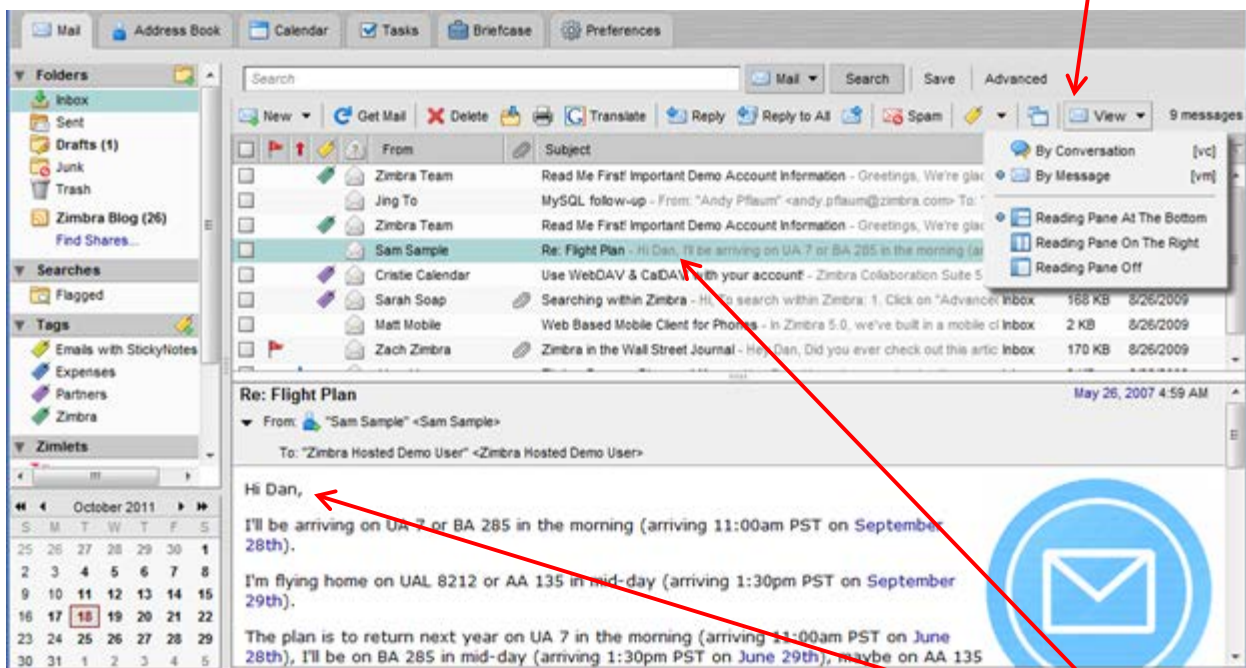 Mail Address Book Calendar Tasks Briefcase Preferences
Folders
Inbox
Sent
Drafts (1)
Junk
Trash
Zimbra Blog (26)
Find Shares...
Searches
Flagged
Tags
Emails with StickyNotes
Expenses
Partners
Zimbra
Zimlets
October 2011
S M T W T F S
25 26 27 28 29 30 1
2 3 4 5 6 7 8
9 10 11 12 13 14 15
16 17 18 19 20 21 22
23 24 25 26 27 28 29
30 31 1 2 3 4 5
Search Mail Search Save Advanced
New Get Mail Delete Translate Reply Reply to All Spam View 9 messages
From Subject
Zimbra Team Read Me First! Important Demo Account Information - Greetings, We're glad
Jing To MySQL follow-up - From: "Andy Pflaum" <andy.pflaum@zimbra.com> To: "
Zimbra Team Read Me First! Important Demo Account Information - Greetings, We're glad
Sam Sample Re: Flight Plan - Hi Dan, I'll be arriving on UA 7 or BA 285 in the morning (ar
Cristie Calendar Use WebDAV & CalDAV with your account! - Zimbra Collaboration Suite 5
Sarah Soap Searching within Zimbra - Hi, To search within Zimbra: 1. Click on "Advanced Inbox 168 KB 8/26/2009
Matt Mobile Web Based Mobile Client for Phones - In Zimbra 5.0, we've built in a mobile cl Inbox 2 KB 8/26/2009
Zach Zimbra Zimbra in the Wall Street Journal - Hey Dan, Did you ever check out this artic Inbox 170 KB 8/26/2009
By Conversation [vc]
By Message [vm]
Reading Pane At The Bottom
Reading Pane On The Right
Reading Pane Off
Re: Flight Plan May 26, 2007 4:59 AM
From: "Sam Sample" <Sam Sample>
To: "Zimbra Hosted Demo User" <Zimbra Hosted Demo User>
Hi Dan,
I'll be arriving on UA 7 or BA 285 in the morning (arriving 11:00am PST on September
28th).
I'm flying home on UAL 8212 or AA 135 in mid-day (arriving 1:30pm PST on September
29th).
The plan is to return next year on UA 7 in the morning (arriving 11:00am PST on June
28th), I'll be on BA 285 in mid-day (arriving 1:30pm PST on June 29th), maybe on AA 135